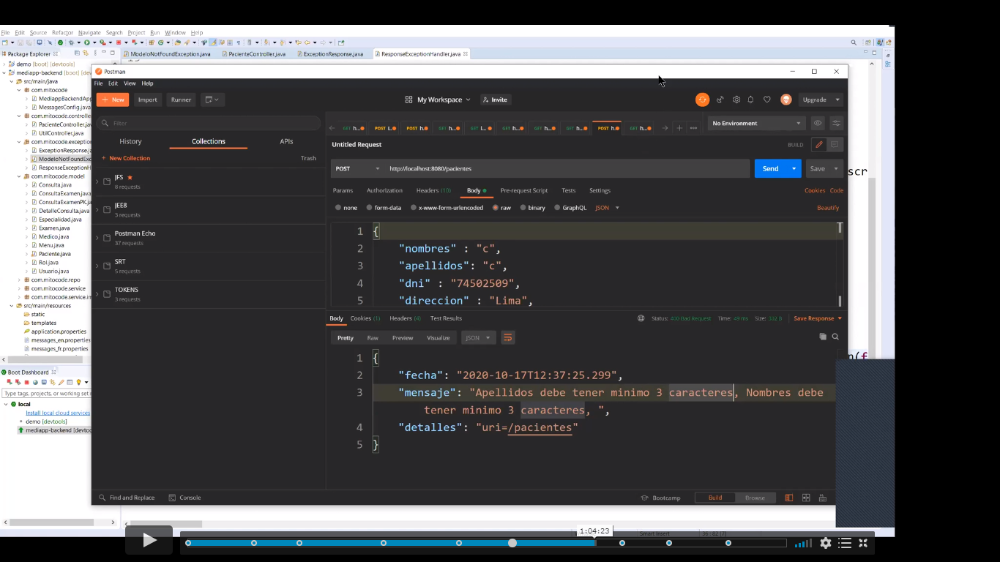 File Edit Source Refactor Navigate Search Project Run Window Help
Package Explorer
ModeloNotFoundException.java PacienteController.java ExceptionResponse.java ResponseExceptionHandler.java
demo [boot] [devtools]
mediapp-backend [boot]
src/main/java
com.mitocode
MediappBackendApp
MessagesConfig.java
com.mitocode.controller
PacienteController.java
UtilController.java
com.mitocode.exception
ExceptionResponse.java
ModeloNotFoundExc
ResponseExceptionH
com.mitocode.model
Consulta.java
ConsultaExamen.java
ConsultaExamenPK.java
DetalleConsulta.java
Especialidad.java
Examen.java
Medico.java
Menu.java
Paciente.java
Rol.java
Usuario.java
com.mitocode.repo
com.mitocode.service
com.mitocode.service.im
src/main/resources
static
templates
application.properties
messages_en.properties
messages_fr.properties
Boot Dashboard
Type tags, projects, or working set
local
Install local cloud services
demo [devtools]
mediapp-backend [devtoo
Postman
File Edit View Help
+ New Import Runner
My Workspace Invite
Upgrade
Filter
History Collections APIs
+ New Collection Trash
JFS
8 requests
JEE8
3 requests
Postman Echo
37 requests
SRT
5 requests
TOKENS
3 requests
GET h... POST l... POST h... GET h... GET l... GET h... GET h... GET h... POST h... GET h...
No Environment
Untitled Request BUILD
POST http://localhost:8080/pacientes Send Save
Params Authorization Headers (10) Body Pre-request Script Tests Settings Cookies Code
none form-data x-www-form-urlencoded raw binary GraphQL JSON Beautify
1 {
2 "nombres" : "c",
3 "apellidos": "c",
4 "dni" : "74502509",
5 "direccion" : "Lima",
Body Cookies (1) Headers (4) Test Results Status: 400 Bad Request Time: 49 ms Size: 302 B Save Response
Pretty Raw Preview Visualize JSON
1 {
2 "fecha": "2020-10-17T12:37:25.299",
3 "mensaje": "Apellidos debe tener minimo 3 caracteres, Nombres debe
tener minimo 3 caracteres, ",
4 "detalles": "uri=/pacientes"
5 }
Find and Replace Console Bootcamp Build Browse
scr
n(f
Smart Insert
1:04:23